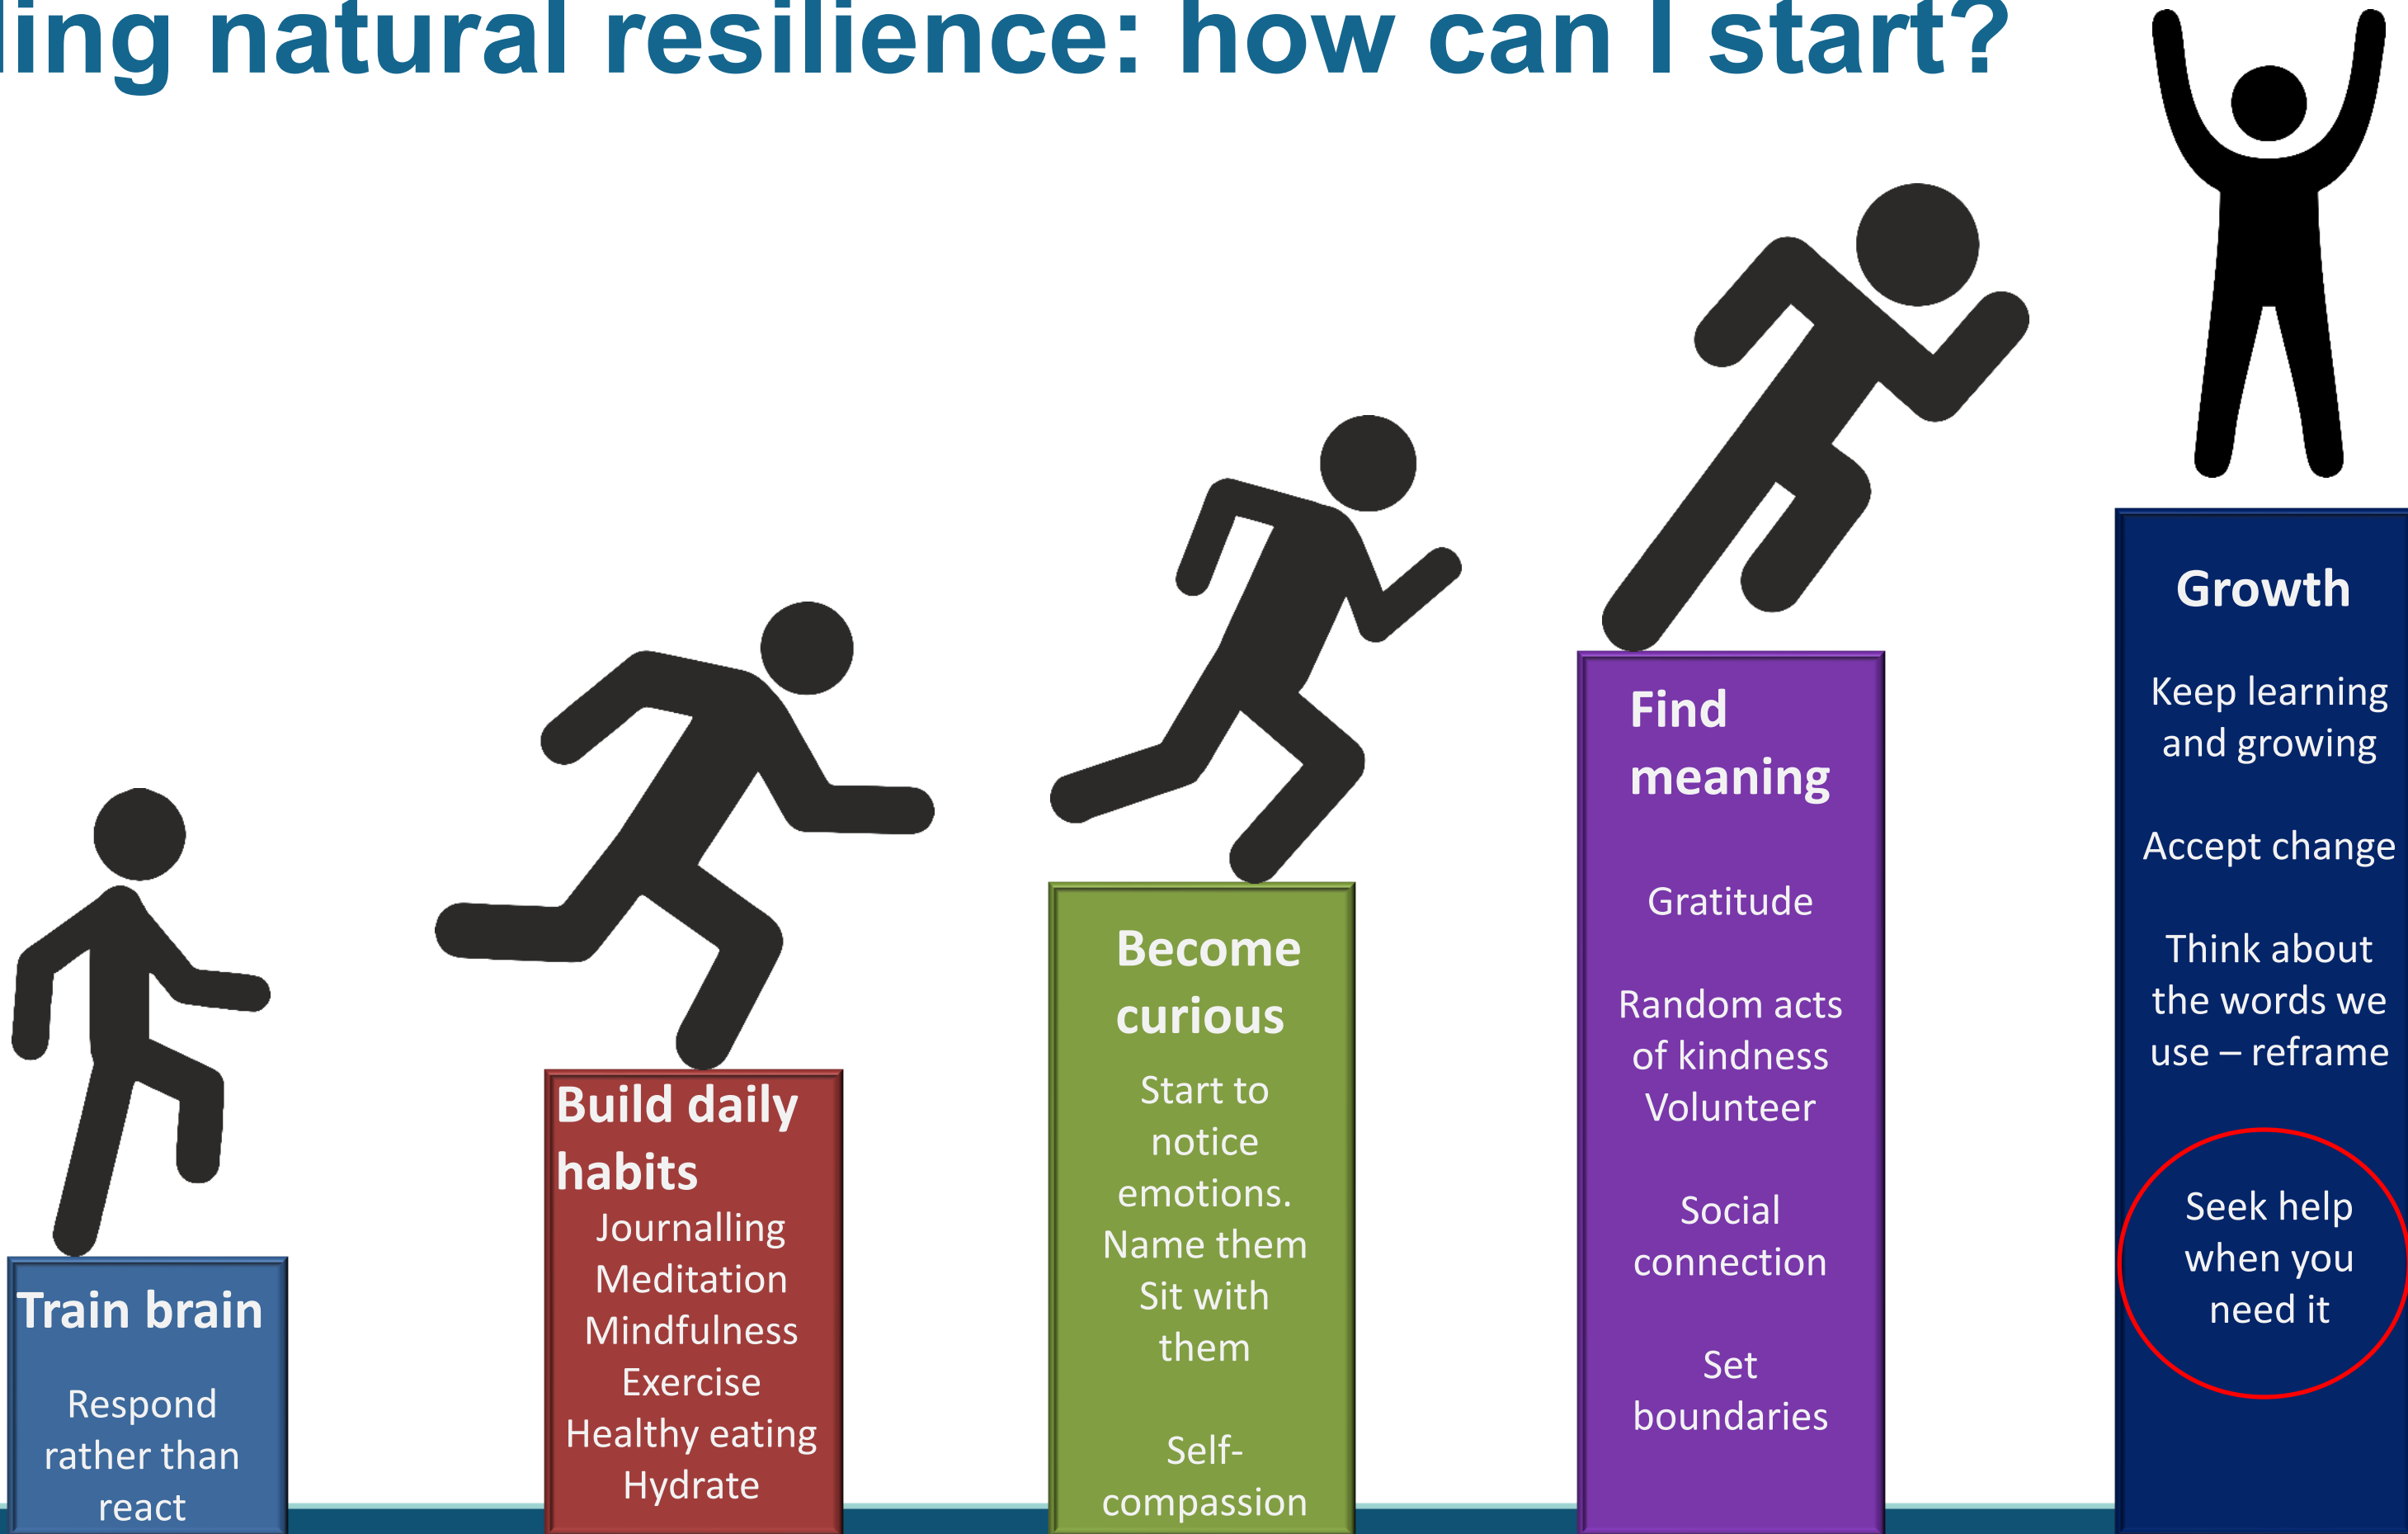 ling natural resilience: how can I start?
Train brain
Respond
rather than
react
Build daily
habits
Journalling
Meditation
Mindfulness
Exercise
Healthy eating
Hydrate
Become
curious
Start to
notice
emotions.
Name them
Sit with
them
Self-
compassion
Find
meaning
Gratitude
Random acts
of kindness
Volunteer
Social
connection
Set
boundaries
Growth
Keep learning
and growing
Accept change
Think about
the words we
use – reframe
Seek help
when you
need it